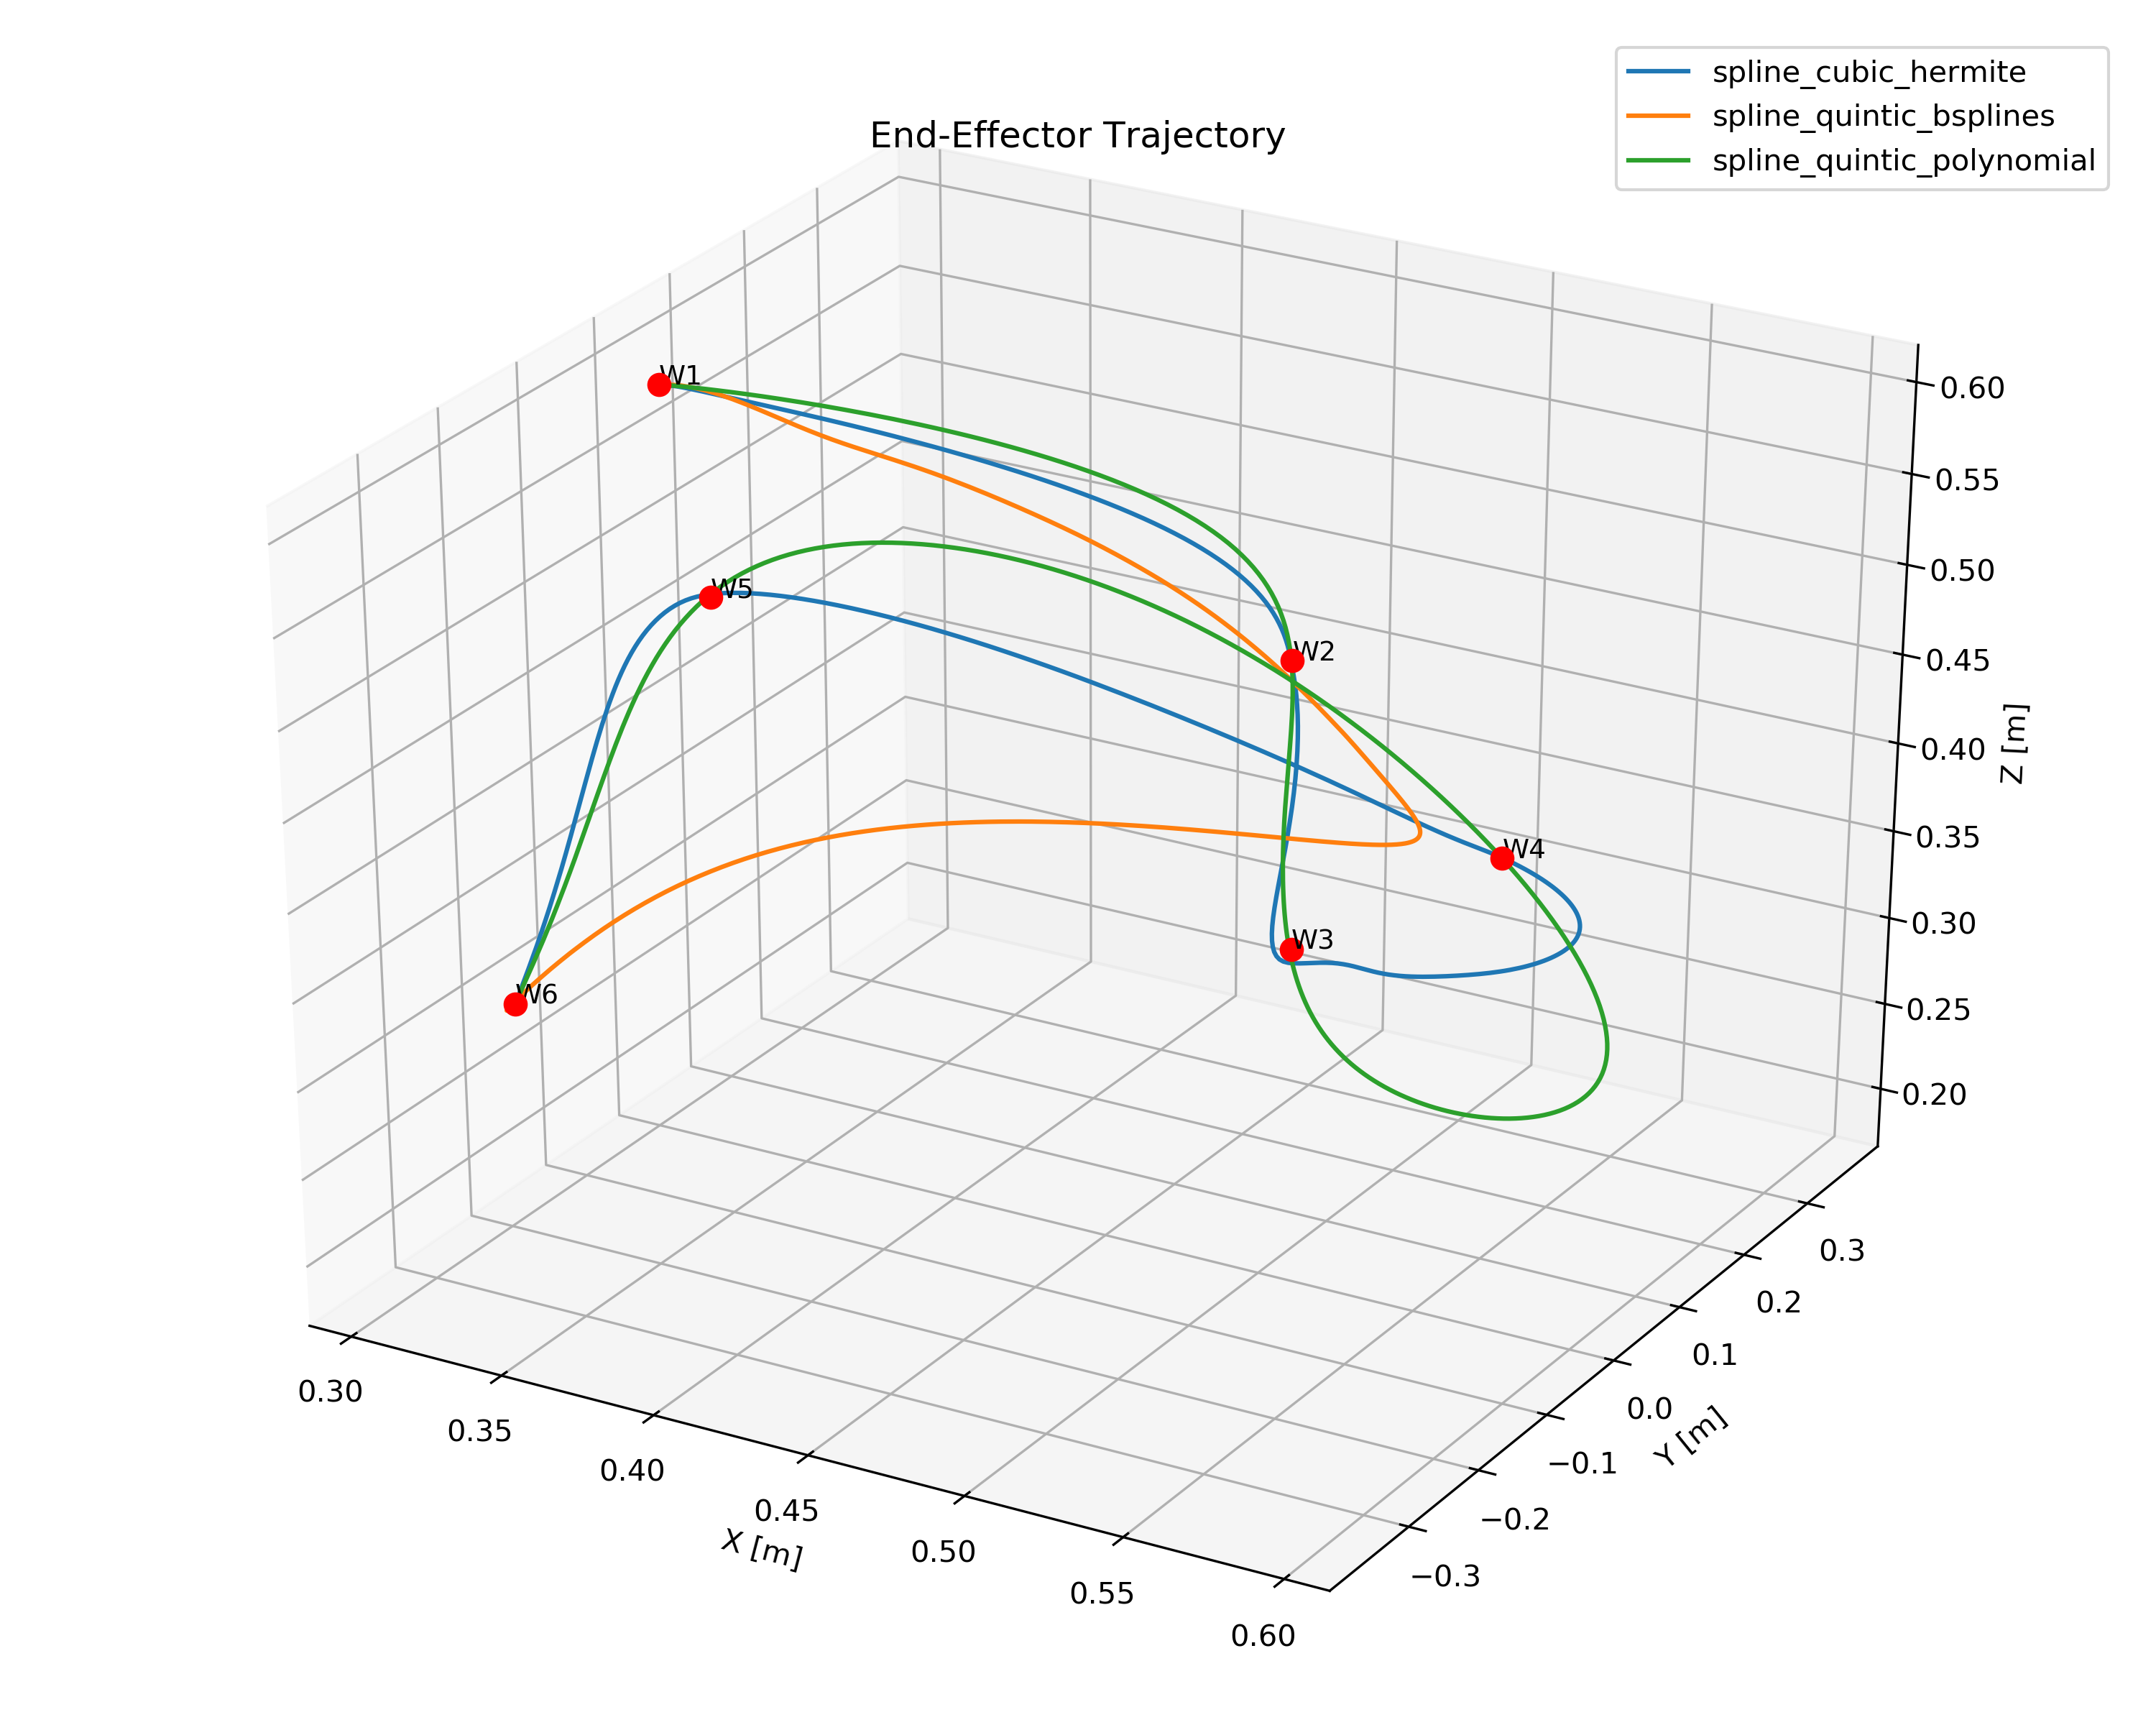 spline_cubic_hermite
spline_quintic_bsplines
spline_quintic_polynomial
End-Effector Trajectory
W1
W5
W2
W4
W3
W6
0.60
0.55
0.50
0.45
0.40
0.35
0.30
0.25
0.20
Z [m]
0.3
0.2
0.1
0.0
−0.1
−0.2
−0.3
Y [m]
0.30
0.35
0.40
0.45
0.50
0.55
0.60
X [m]